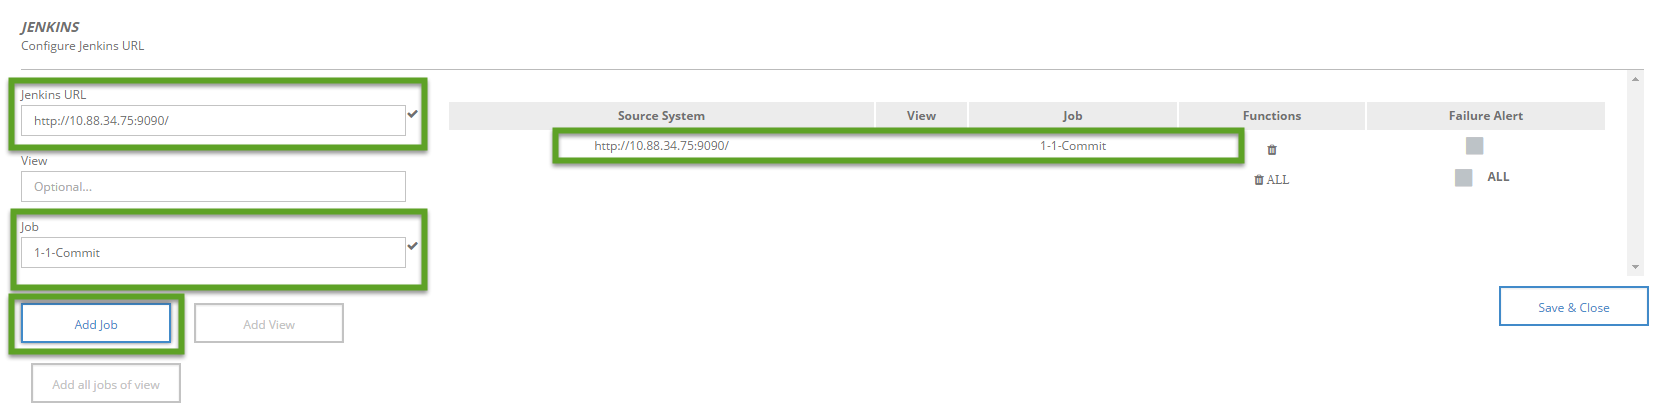 JENKINS
Configure Jenkins URL
Jenkins URL
http://10.88.34.75:9090/
View
Optional...
Job
1-1-Commit
Add Job
Add View
Add all jobs of view
Source System View Job Functions Failure Alert
http://10.88.34.75:9090/ 1-1-Commit
ALL ALL
Save & Close